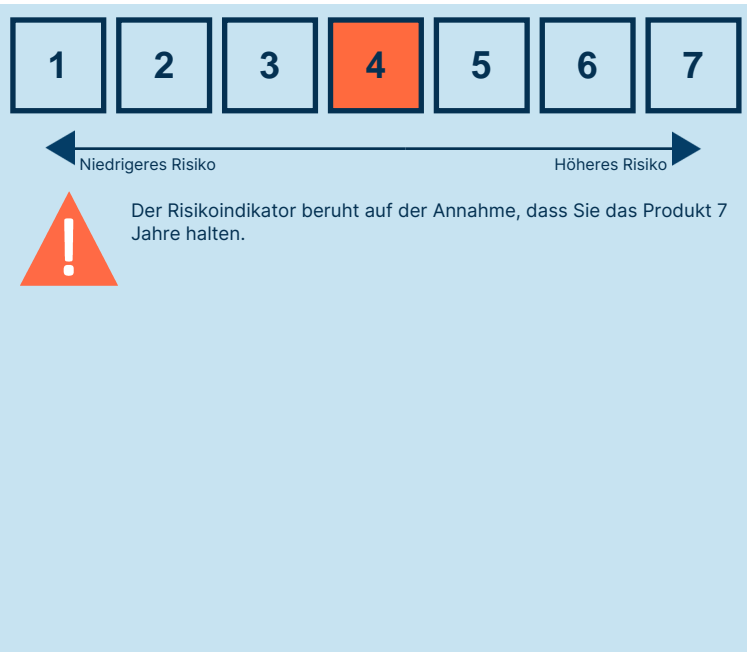 1 2 3 4 5 6 7
Niedrigeres Risiko Höheres Risiko
!
Der Risikoindikator beruht auf der Annahme, dass Sie das Produkt 7
Jahre halten.